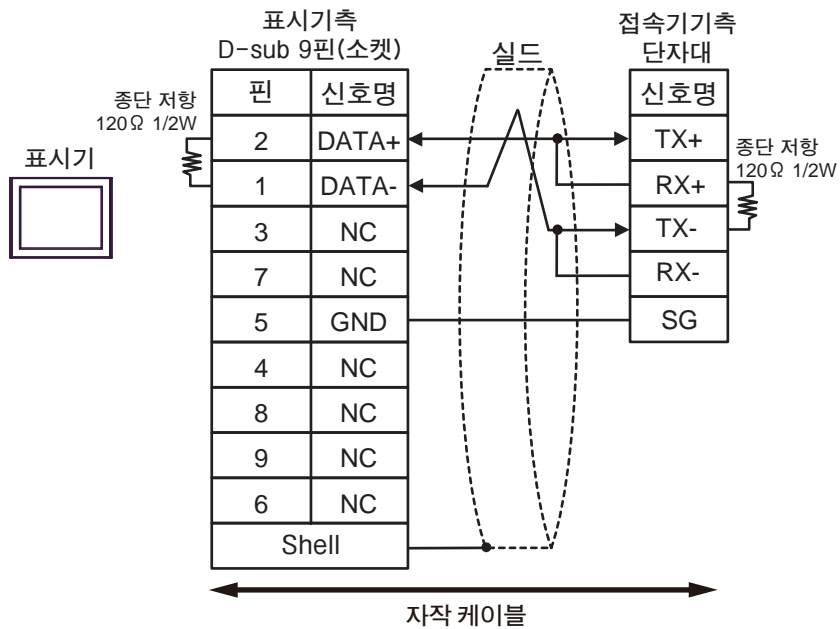 표시기측
D-sub 9핀(소켓)
실드
접속기기측
단자대
종단 저항
120Ω 1/2W
표시기
핀 신호명
2 DATA+
1 DATA-
3 NC
7 NC
5 GND
4 NC
8 NC
9 NC
6 NC
Shell
신호명
TX+
RX+
TX-
RX-
SG
종단 저항
120Ω 1/2W
자작 케이블